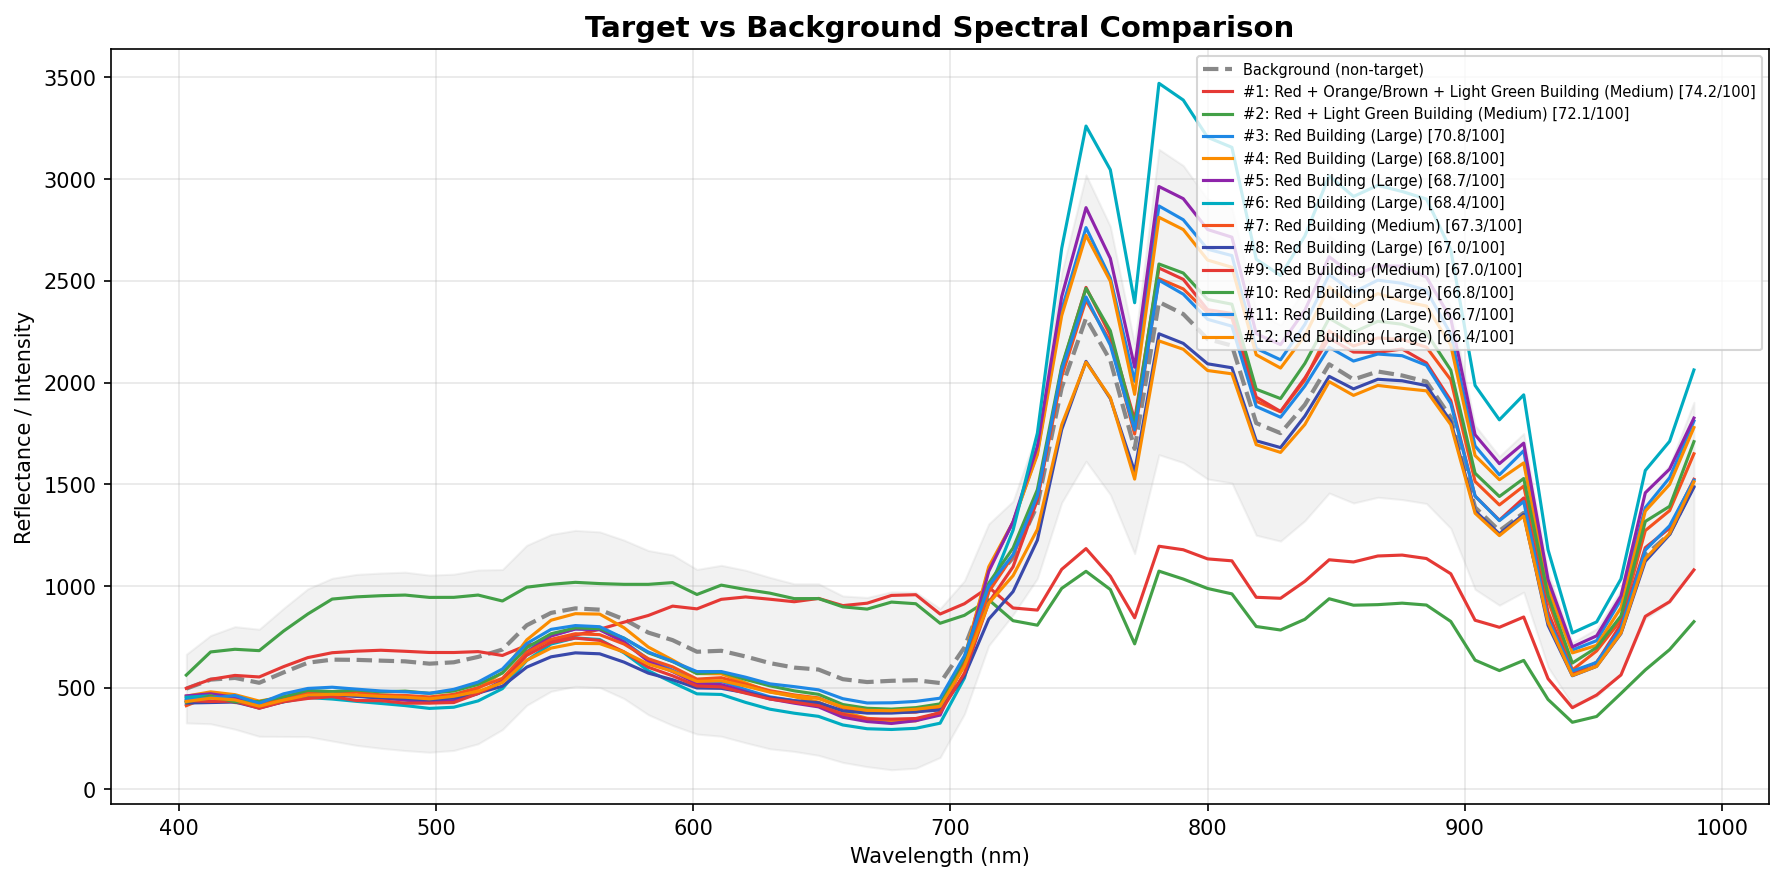 Target vs Background Spectral Comparison
Background (non-target)
#1: Red + Orange/Brown + Light Green Building (Medium) [74.2/100]
#2: Red + Light Green Building (Medium) [72.1/100]
#3: Red Building (Large) [70.8/100]
#4: Red Building (Large) [68.8/100]
#5: Red Building (Large) [68.7/100]
#6: Red Building (Large) [68.4/100]
#7: Red Building (Medium) [67.3/100]
#8: Red Building (Large) [67.0/100]
#9: Red Building (Medium) [67.0/100]
#10: Red Building (Large) [66.8/100]
#11: Red Building (Large) [66.7/100]
#12: Red Building (Large) [66.4/100]
Reflectance / Intensity
3500
3000
2500
2000
1500
1000
500
0
400 500 600 700 800 900 1000
Wavelength (nm)